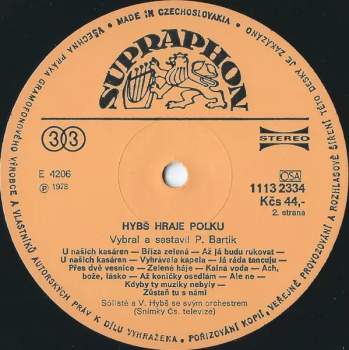 MADE IN CZECHOSLOVAKIA • VŠECHNA PRÁVA GRAMOFONOVÉHO VÝROBCE A VLASTNÍKŮ AUTORSKÝCH PRÁV K DÍLU VYHRAŽENA • POŘIZOVÁNÍ KOPIÍ, VEŘEJNÉ PROVOZOVÁNÍ A ROZHLASOVÉ ŠÍŘENÍ TÉTO DESKY JE ZAKÁZÁNO •
SUPRAPHON
33
STEREO
E 4206
Ⓟ 1978
OSA
1113 2334
Kčs 44,-
2. strana
HYBŠ HRAJE POLKU
Vybral a sestavil P. Bartík
U našich kasáren — Bříza zelená — Až já budu rukovat —
U našich kasáren — Vyhrávala kapela — Já ráda tancuju —
Přes dvě vesnice — Zelené háje — Kalná voda — Ach,
bože, lásko — Až koníčky osedlám — Ale ne —
Kdyby ty muziky nebyly —
Zůstaň tu s námi
Sólisté a V. Hybš se svým orchestrem
(Snímky Čs. televize)